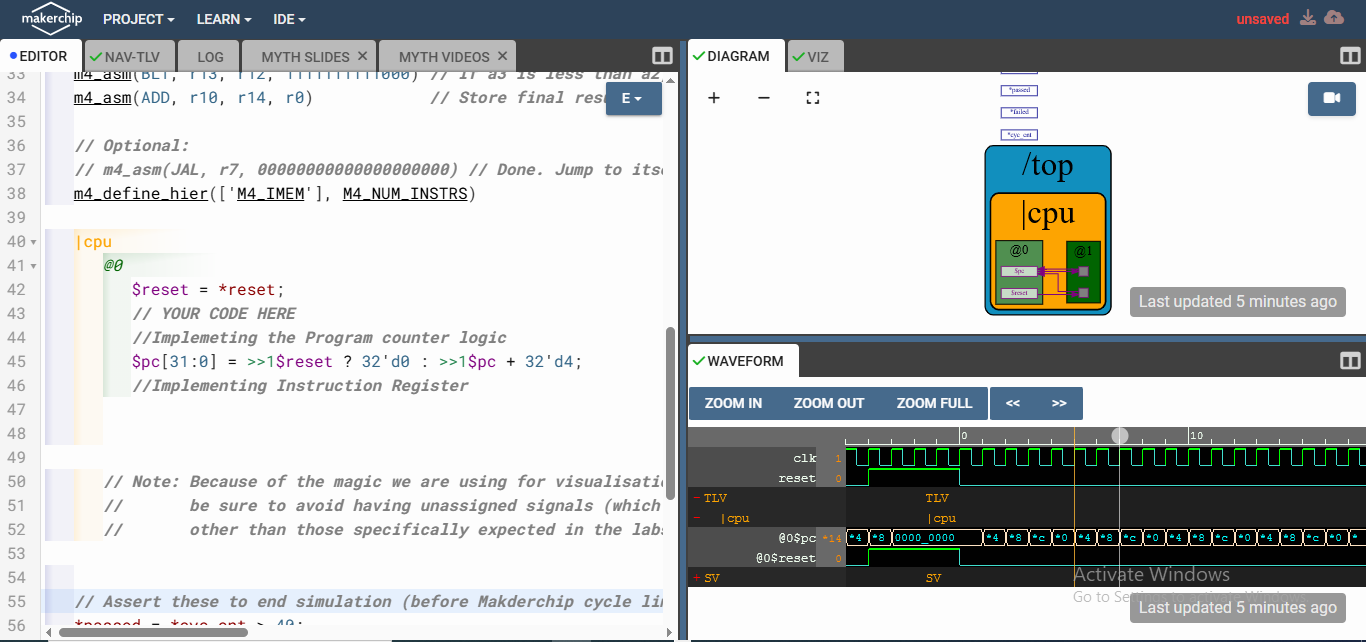 makerchip PROJECT LEARN IDE unsaved
EDITOR NAV-TLV LOG MYTH SLIDES MYTH VIDEOS
DIAGRAM VIZ
33 m4_asm(BLT, r13, r12, 1111111111000) // If a3 is less than a2,
34 m4_asm(ADD, r10, r14, r0) // Store final res
E
35
36 // Optional:
37 // m4_asm(JAL, r7, 00000000000000000000) // Done. Jump to itse
38 m4_define_hier(['M4_IMEM'], M4_NUM_INSTRS)
39
40 |cpu
41 @0
42 $reset = *reset;
43 // YOUR CODE HERE
44 //Implemeting the Program counter logic
45 $pc[31:0] = >>1$reset ? 32'd0 : >>1$pc + 32'd4;
46 //Implementing Instruction Register
47
48
49
50 // Note: Because of the magic we are using for visualisati
51 // be sure to avoid having unassigned signals (which
52 // other than those specifically expected in the labs
53
54
55 // Assert these to end simulation (before Makderchip cycle li
56 *passed = *cyc_cnt > 40;
*passed
*failed
*cyc_cnt
/top
|cpu
@0 @1
$pc
$reset
Last updated 5 minutes ago
WAVEFORM
ZOOM IN ZOOM OUT ZOOM FULL << >>
0 10
clk 1
reset 0
TLV TLV
|cpu |cpu
@0$pc *14 *4 *8 0000_0000 *4 *8 *c *0 *4 *8 *c *0 *4 *8 *c *0 *4 *8 *c *0 *
@0$reset 0
SV SV
Activate Windows
Go to Settings to activate Windows.
Last updated 5 minutes ago